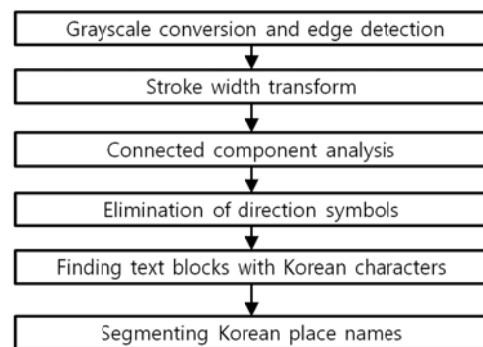 Grayscale conversion and edge detection
Stroke width transform
Connected component analysis
Elimination of direction symbols
Finding text blocks with Korean characters
Segmenting Korean place names